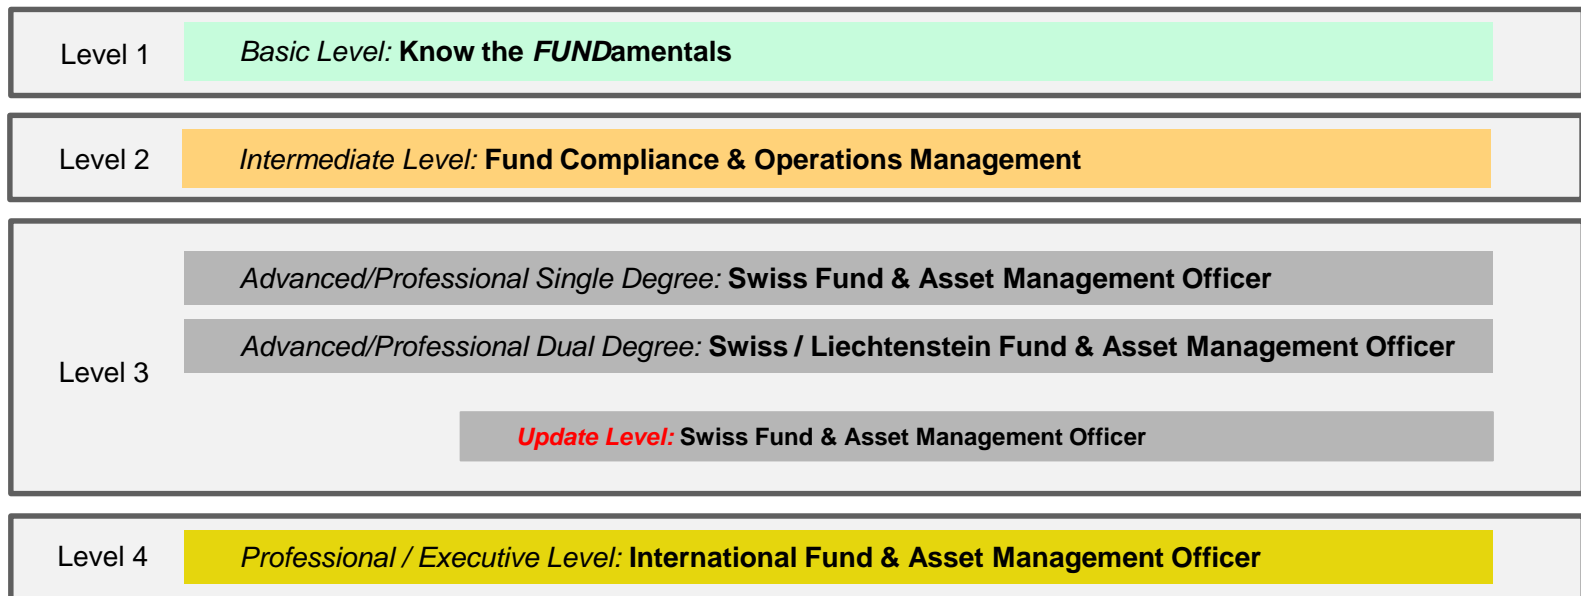 Level 1
Basic Level: Know the FUNDamentals
Level 2
Intermediate Level: Fund Compliance & Operations Management
Level 3
Advanced/Professional Single Degree: Swiss Fund & Asset Management Officer
Advanced/Professional Dual Degree: Swiss / Liechtenstein Fund & Asset Management Officer
Update Level: Swiss Fund & Asset Management Officer
Level 4
Professional / Executive Level: International Fund & Asset Management Officer